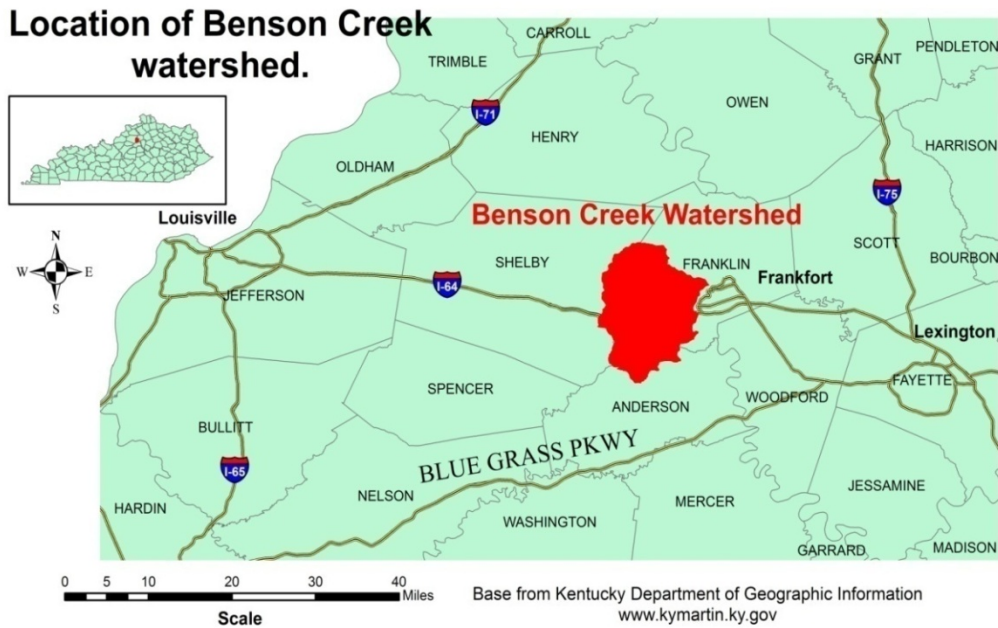 Location of Benson Creek
watershed.
CARROLL
TRIMBLE
GRANT
PENDLETON
I-71
OWEN
HENRY
HARRISON
OLDHAM
I-75
Louisville
Benson Creek Watershed
SCOTT
N
W E
S
SHELBY
FRANKLIN
BOURBON
I-64
Frankfort
JEFFERSON
Lexington
SPENCER
FAYETTE
WOODFORD
ANDERSON
BULLITT
BLUE GRASS PKWY
I-65
NELSON
JESSAMINE
HARDIN
MERCER
WASHINGTON
GARRARD
MADISON
0 5 10 20 30 40
Miles
Scale
Base from Kentucky Department of Geographic Information
www.kymartin.ky.gov